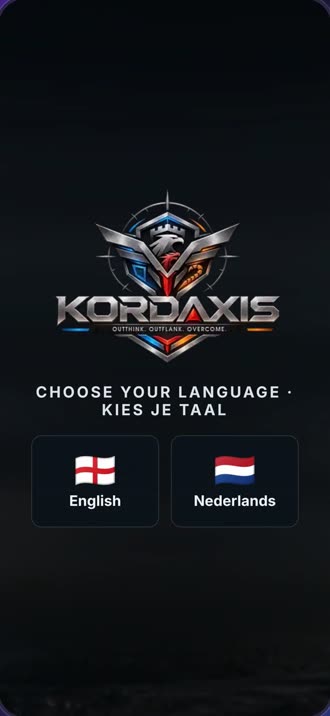 KORDAXIS
OUTTHINK. OUTFLANK. OVERCOME.
CHOOSE YOUR LANGUAGE ·
KIES JE TAAL
English
Nederlands